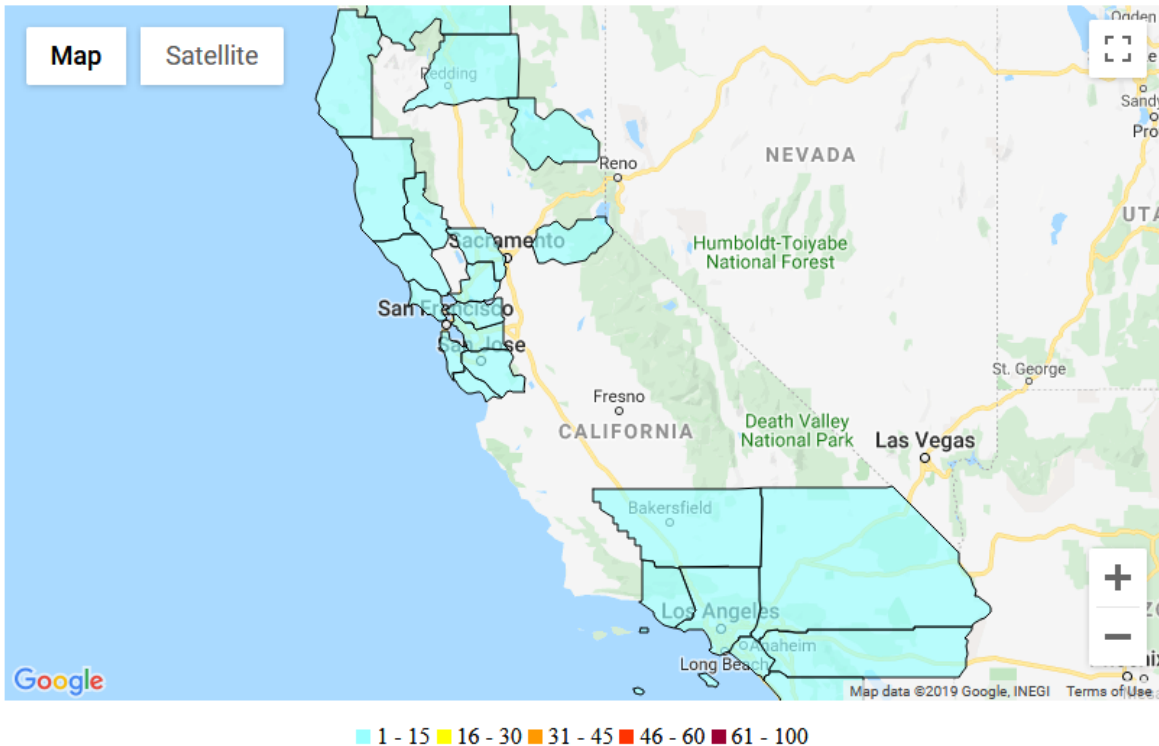 Map
Satellite
Ogden
Redding
Sandy
Pro
Reno
NEVADA
UTA
Sacramento
Humboldt-Toiyabe
National Forest
San Francisco
San Jose
St. George
Fresno
CALIFORNIA
Death Valley
National Park
Las Vegas
Bakersfield
Los Angeles
Anaheim
Long Beach
Google
Map data ©2019 Google, INEGI
Terms of Use
1 - 15 16 - 30 31 - 45 46 - 60 61 - 100